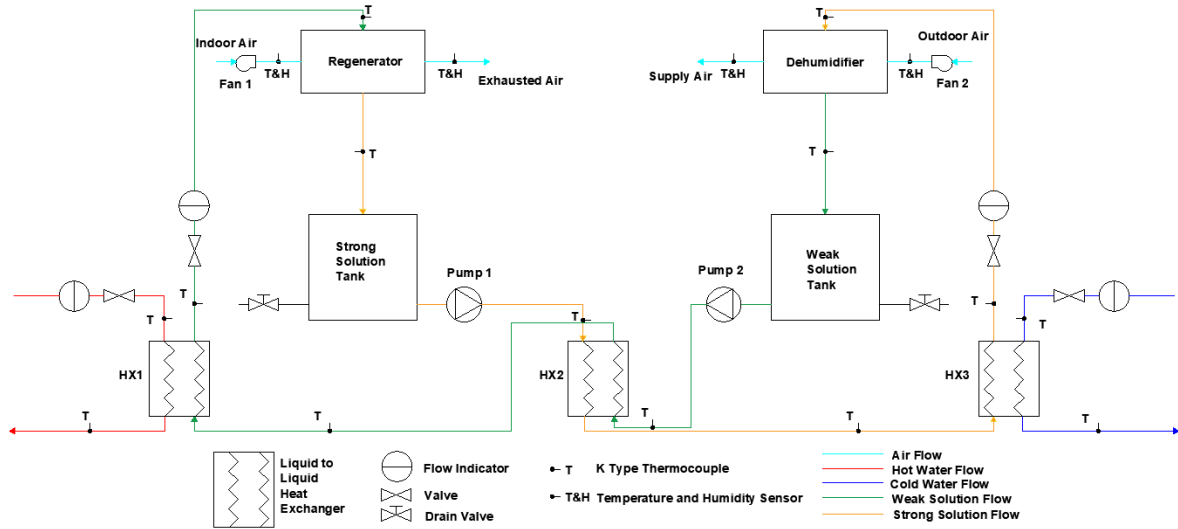 T
T
Indoor Air
Regenerator
T&H
T&H
Fan 1
Exhausted Air
Outdoor Air
Dehumidifier
T&H
T&H
Supply Air
Fan 2
T
T
Strong
Solution
Tank
Weak
Solution
Tank
Pump 1
Pump 2
T
T
T
T
T
T
HX1
HX2
HX3
T
T
T
T
T
Liquid to
Liquid
Heat
Exchanger
Flow Indicator
Valve
Drain Valve
T
K Type Thermocouple
T&H
Temperature and Humidity Sensor
Air Flow
Hot Water Flow
Cold Water Flow
Weak Solution Flow
Strong Solution Flow